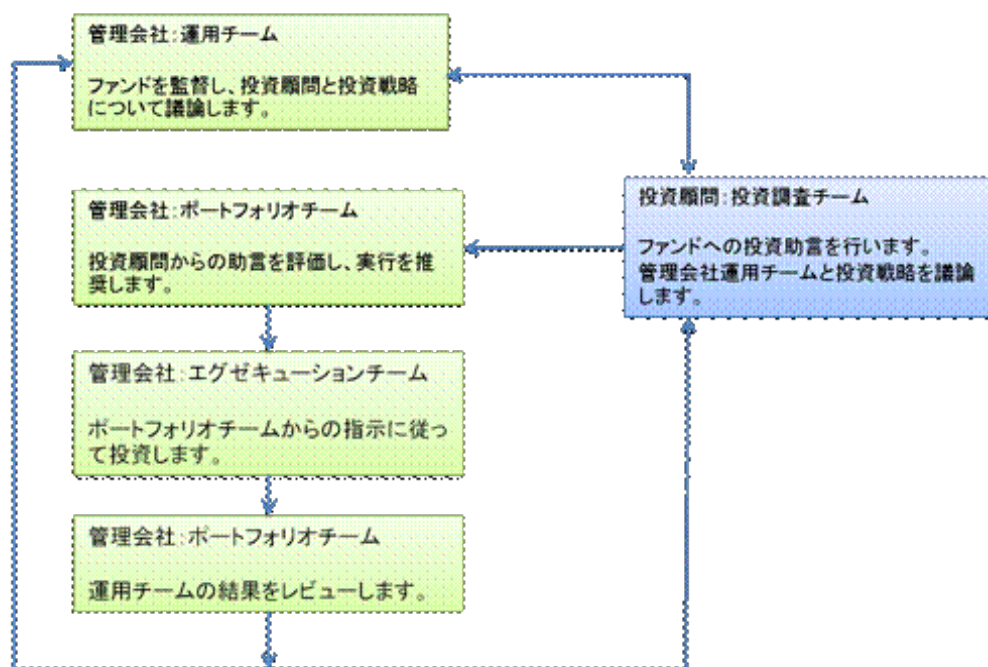 管理会社:運用チーム
ファンドを監督し、投資顧問と投資戦略
について議論します。
管理会社:ポートフォリオチーム
投資顧問からの助言を評価し、実行を推
奨します。
投資顧問:投資調査チーム
ファンドへの投資助言を行います。
管理会社運用チームと投資戦略を議論
します。
管理会社:エグゼキューションチーム
ポートフォリオチームからの指示に従っ
て投資します。
管理会社:ポートフォリオチーム
運用チームの結果をレビューします。